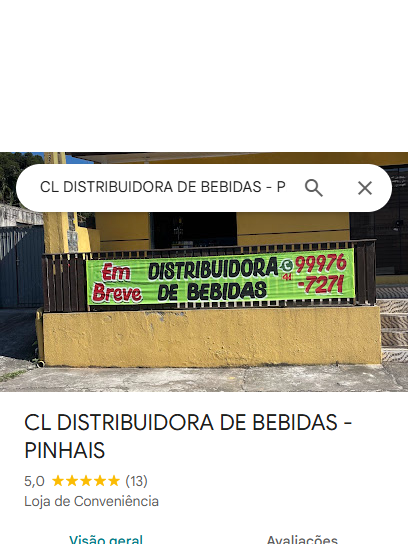 CL DISTRIBUIDORA DE BEBIDAS - P
Em DISTRIBUIDORA 99976
Breve DE BEBIDAS 41 -7271
CL DISTRIBUIDORA DE BEBIDAS -
PINHAIS
5,0 (13)
Loja de Conveniência
Visão geral Avaliações